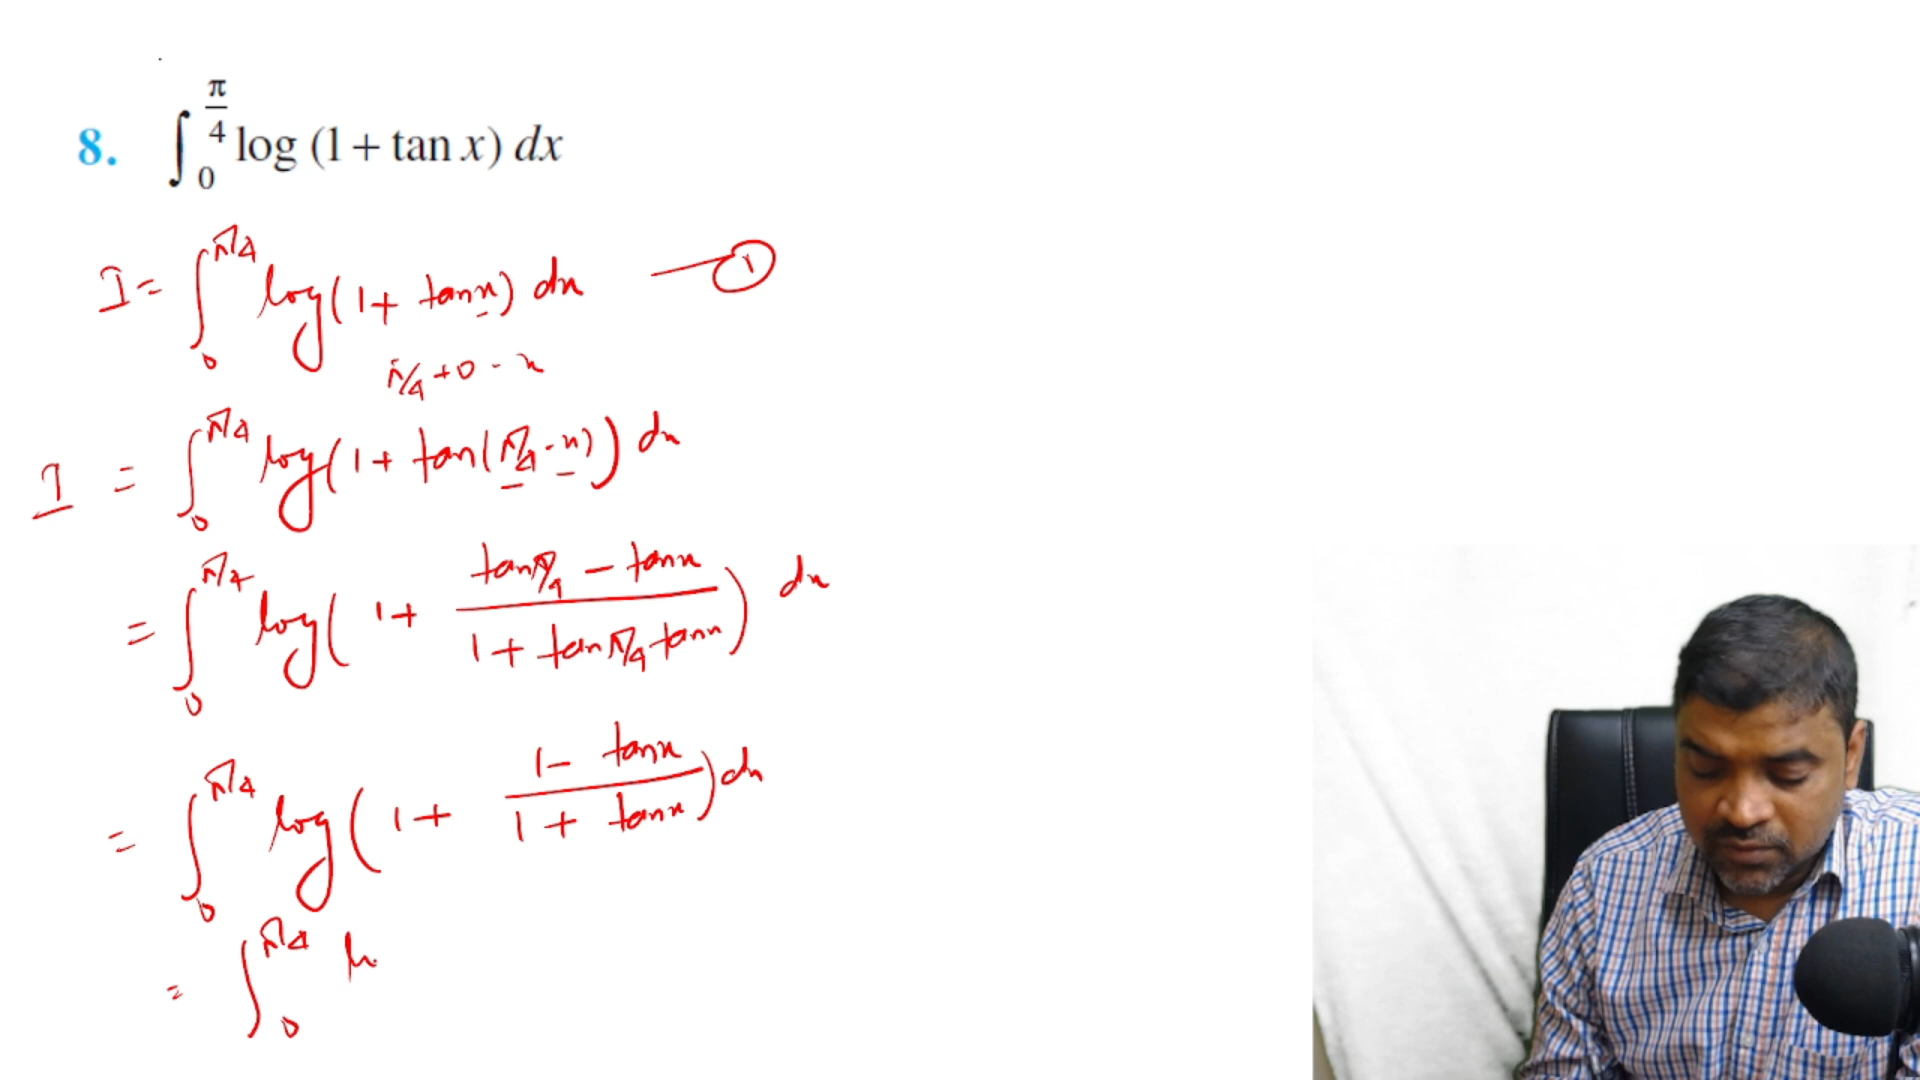 8. ∫₀^(π/4) log (1 + tan x) dx
I = ∫₀^(π/4) log(1 + tan x) dx — ①
π/4 + 0 - x
I = ∫₀^(π/4) log(1 + tan(π/4 - x)) dx
= ∫₀^(π/4) log( 1 + (tan π/4 - tan x)/(1 + tan π/4 tan x) ) dx
= ∫₀^(π/4) log( 1 + (1 - tan x)/(1 + tan x) ) dx
= ∫₀^(π/4)